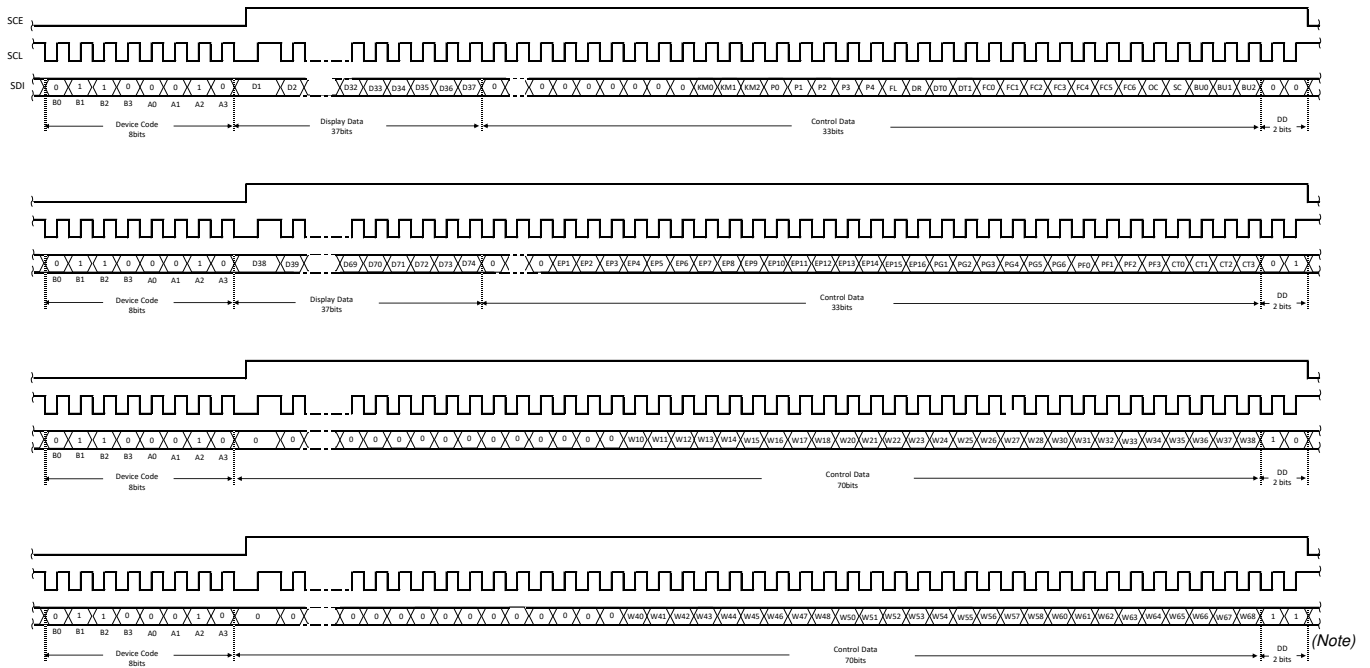 SCE
SCL
SDI 0 1 1 0 0 0 1 0 D1 D2 D32 D33 D34 D35 D36 D37 0 0 0 0 0 0 0 0 KM0 KM1 KM2 P0 P1 P2 P3 P4 FL DR DT0 DT1 FC0 FC1 FC2 FC3 FC4 FC5 FC6 OC SC BU0 BU1 BU2 0 0
B0 B1 B2 B3 A0 A1 A2 A3
Device Code Display Data Control Data DD
8bits 37bits 33bits 2 bits
0 1 1 0 0 0 1 0 D38 D39 D69 D70 D71 D72 D73 D74 0 0 EP1 EP2 EP3 EP4 EP5 EP6 EP7 EP8 EP9 EP10 EP11 EP12 EP13 EP14 EP15 EP16 PG1 PG2 PG3 PG4 PG5 PG6 PF0 PF1 PF2 PF3 CT0 CT1 CT2 CT3 0 1
B0 B1 B2 B3 A0 A1 A2 A3
Device Code Display Data Control Data DD
8bits 37bits 33bits 2 bits
0 1 1 0 0 0 1 0 0 0 0 0 0 0 0 0 0 0 0 0 0 0 W10 W11 W12 W13 W14 W15 W16 W17 W18 W20 W21 W22 W23 W24 W25 W26 W27 W28 W30 W31 W32 W33 W34 W35 W36 W37 W38 1 0
B0 B1 B2 B3 A0 A1 A2 A3
Device Code Control Data DD
8bits 70bits 2 bits
0 1 1 0 0 0 1 0 0 0 0 0 0 0 0 0 0 0 0 0 0 0 W40 W41 W42 W43 W44 W45 W46 W47 W48 W50 W51 W52 W53 W54 W55 W56 W57 W58 W60 W61 W62 W63 W64 W65 W66 W67 W68 1 1
(Note)
B0 B1 B2 B3 A0 A1 A2 A3
Device Code Control Data DD
8bits 70bits 2 bits